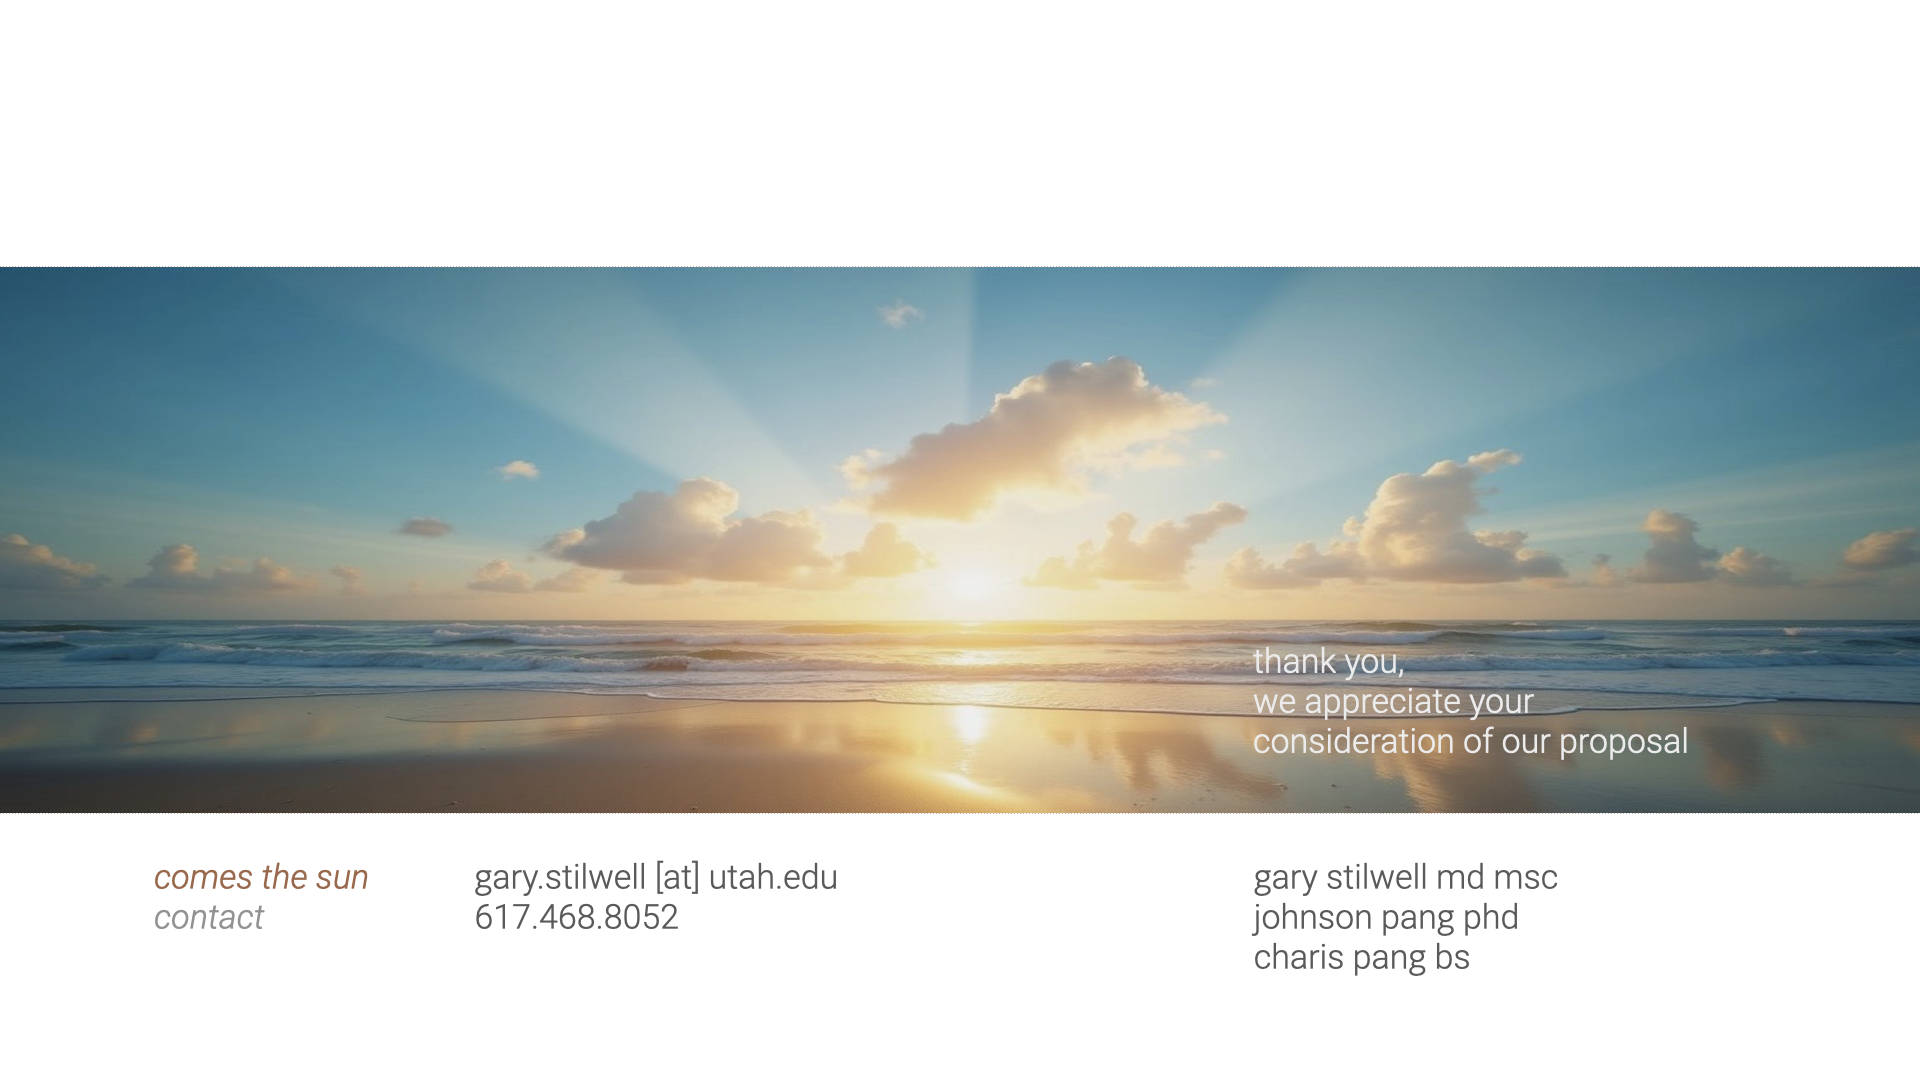 thank you,
we appreciate your
consideration of our proposal
comes the sun
contact
gary.stilwell [at] utah.edu
617.468.8052
gary stilwell md msc
johnson pang phd
charis pang bs